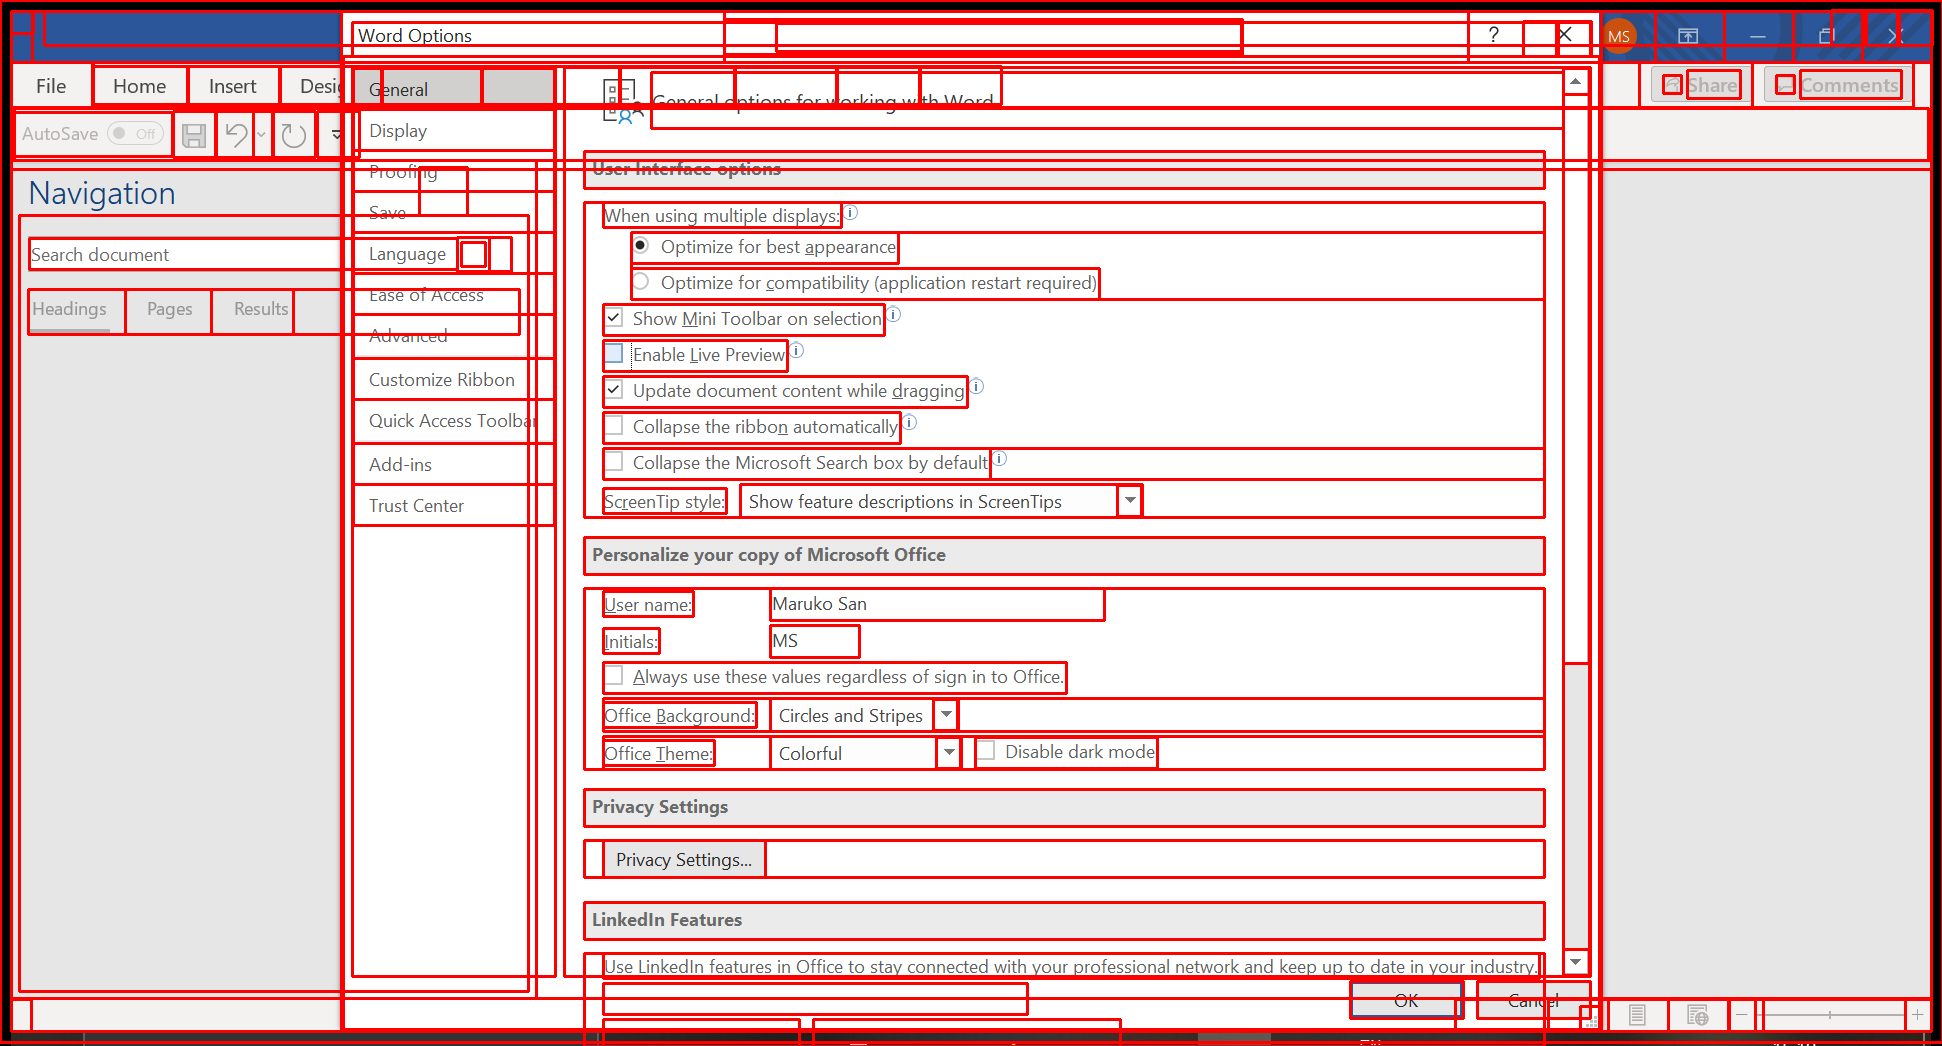 Word Options
?
MS
File
Home
Insert
Share
Comments
AutoSave
Off
Navigation
Search document
Headings
Pages
Results
General
Display
Proofing
Save
Language
Ease of Access
Advanced
Customize Ribbon
Quick Access Toolbar
Add-ins
Trust Center
General options for working with Word
User Interface options
When using multiple displays:
Optimize for best appearance
Optimize for compatibility (application restart required)
Show Mini Toolbar on selection
Enable Live Preview
Update document content while dragging
Collapse the ribbon automatically
Collapse the Microsoft Search box by default
ScreenTip style: Show feature descriptions in ScreenTips
Personalize your copy of Microsoft Office
User name: Maruko San
Initials: MS
Always use these values regardless of sign in to Office.
Office Background: Circles and Stripes
Office Theme: Colorful Disable dark mode
Privacy Settings
Privacy Settings...
LinkedIn Features
Use LinkedIn features in Office to stay connected with your professional network and keep up to date in your industry.
OK
Cancel